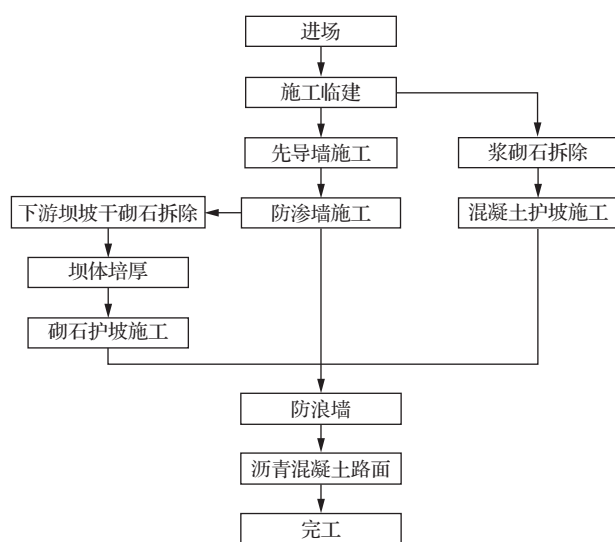 进场
施工临建
先导墙施工
浆砌石拆除
下游坝坡干砌石拆除
防渗墙施工
混凝土护坡施工
坝体培厚
砌石护坡施工
防浪墙
沥青混凝土路面
完工